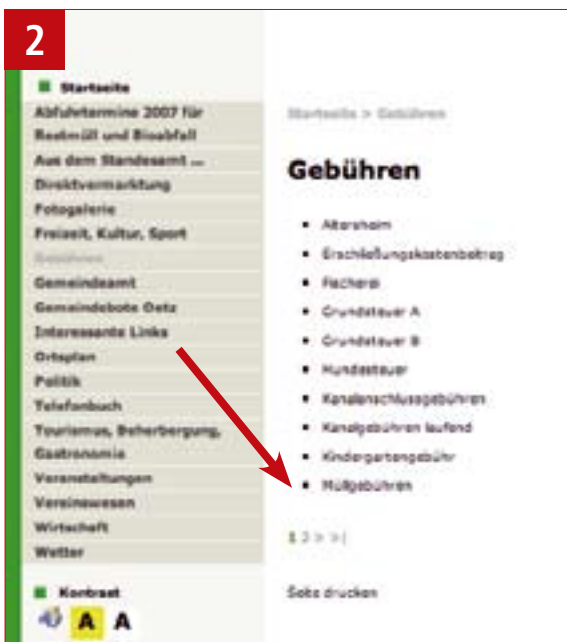 2
Startseite
Abfuhrtermine 2007 für
Restmüll und Bioabfall
Aus dem Standesamt ...
Direktvermarktung
Fotogalerie
Freizeit, Kultur, Sport
Gebühren
Gemeindeamt
Gemeindebote Oetz
Interessante Links
Ortsplan
Politik
Telefonbuch
Tourismus, Beherbergung,
Gastronomie
Veranstaltungen
Vereinswesen
Wirtschaft
Wetter
Kontrast
A A
Startseite > Gebühren
Gebühren
Altersheim
Erschließungskostenbeitrag
Fischerei
Grundsteuer A
Grundsteuer B
Hundesteuer
Kanalanschlussgebühren
Kanalgebühren laufend
Kindergartengebühr
Müllgebühren
1 2 > >|
Seite drucken